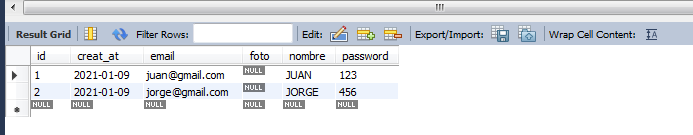 Result Grid Filter Rows: Edit: Export/Import: Wrap Cell Content: IA
id creat_at email foto nombre password
1 2021-01-09 juan@gmail.com NULL JUAN 123
2 2021-01-09 jorge@gmail.com NULL JORGE 456
NULL NULL NULL NULL NULL NULL